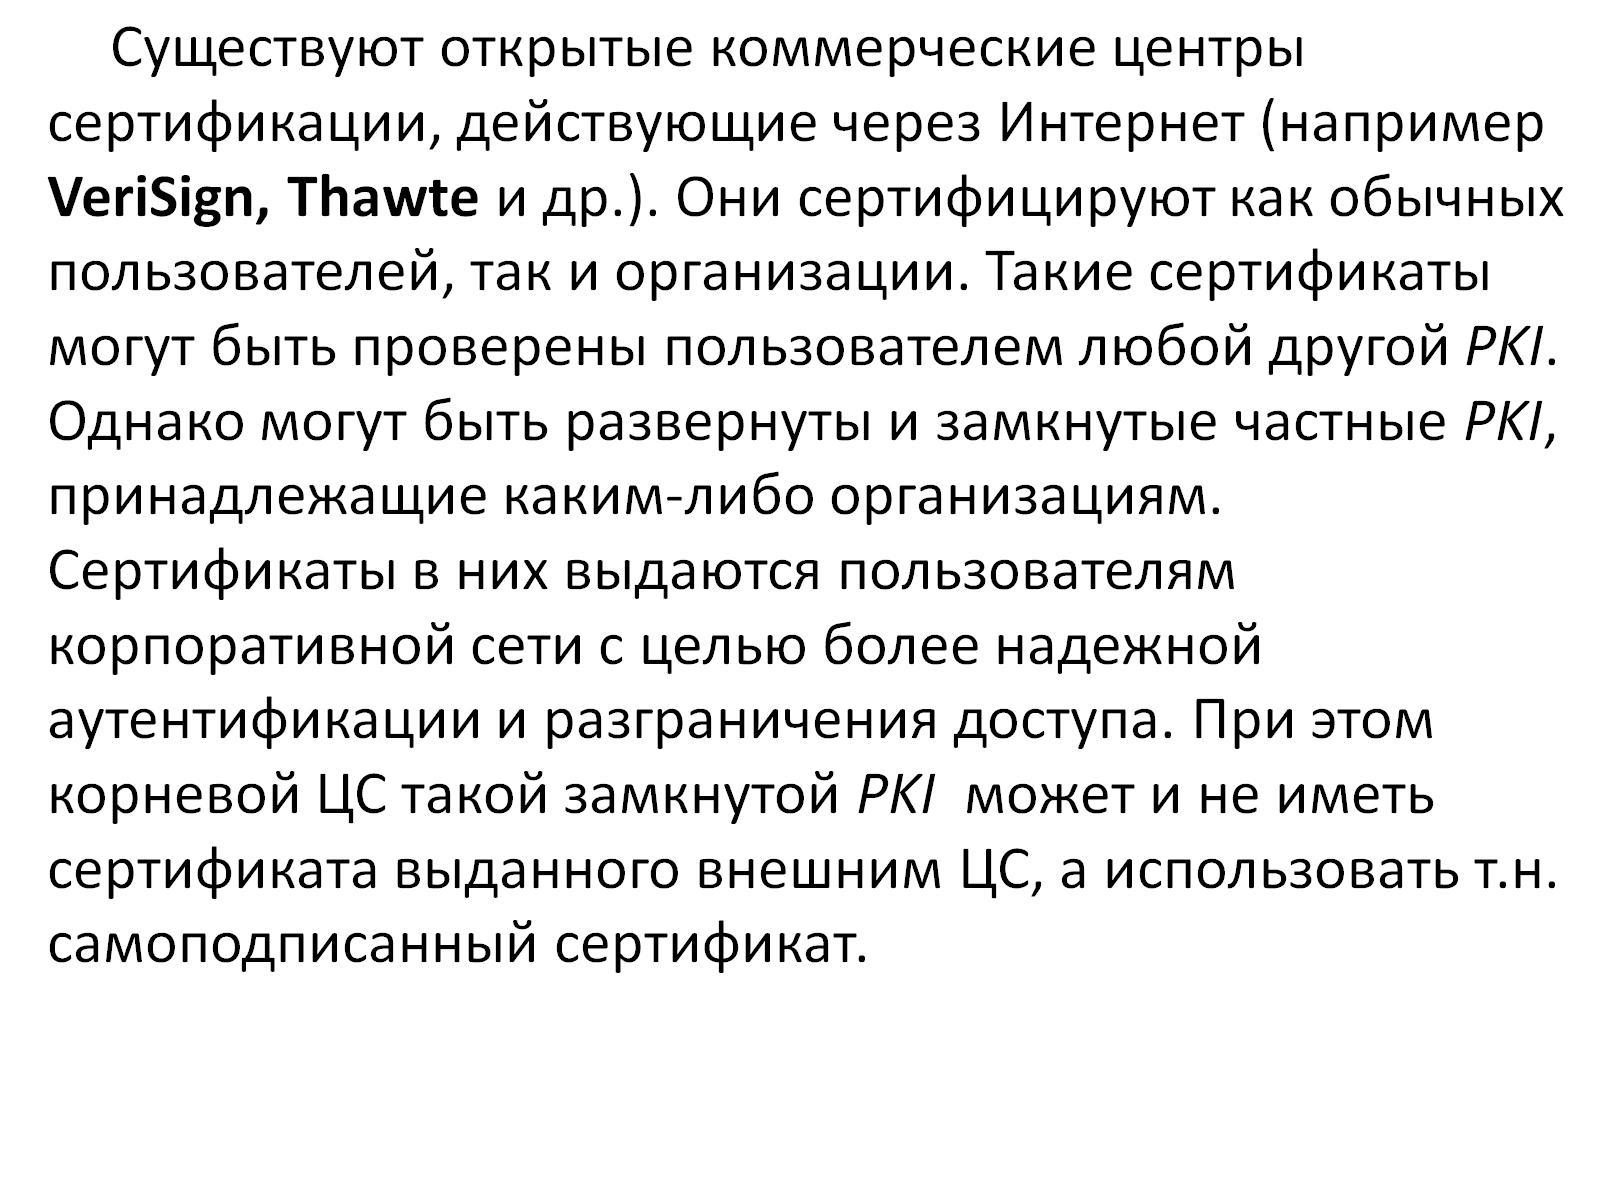 Существуют открытые коммерческие центры
сертификации, действующие через Интернет (например
VeriSign, Thawte и др.). Они сертифицируют как обычных
пользователей, так и организации. Такие сертификаты
могут быть проверены пользователем любой другой PKI.
Однако могут быть развернуты и замкнутые частные PKI,
принадлежащие каким-либо организациям.
Сертификаты в них выдаются пользователям
корпоративной сети с целью более надежной
аутентификации и разграничения доступа. При этом
корневой ЦС такой замкнутой PKI может и не иметь
сертификата выданного внешним ЦС, а использовать т.н.
самоподписанный сертификат.